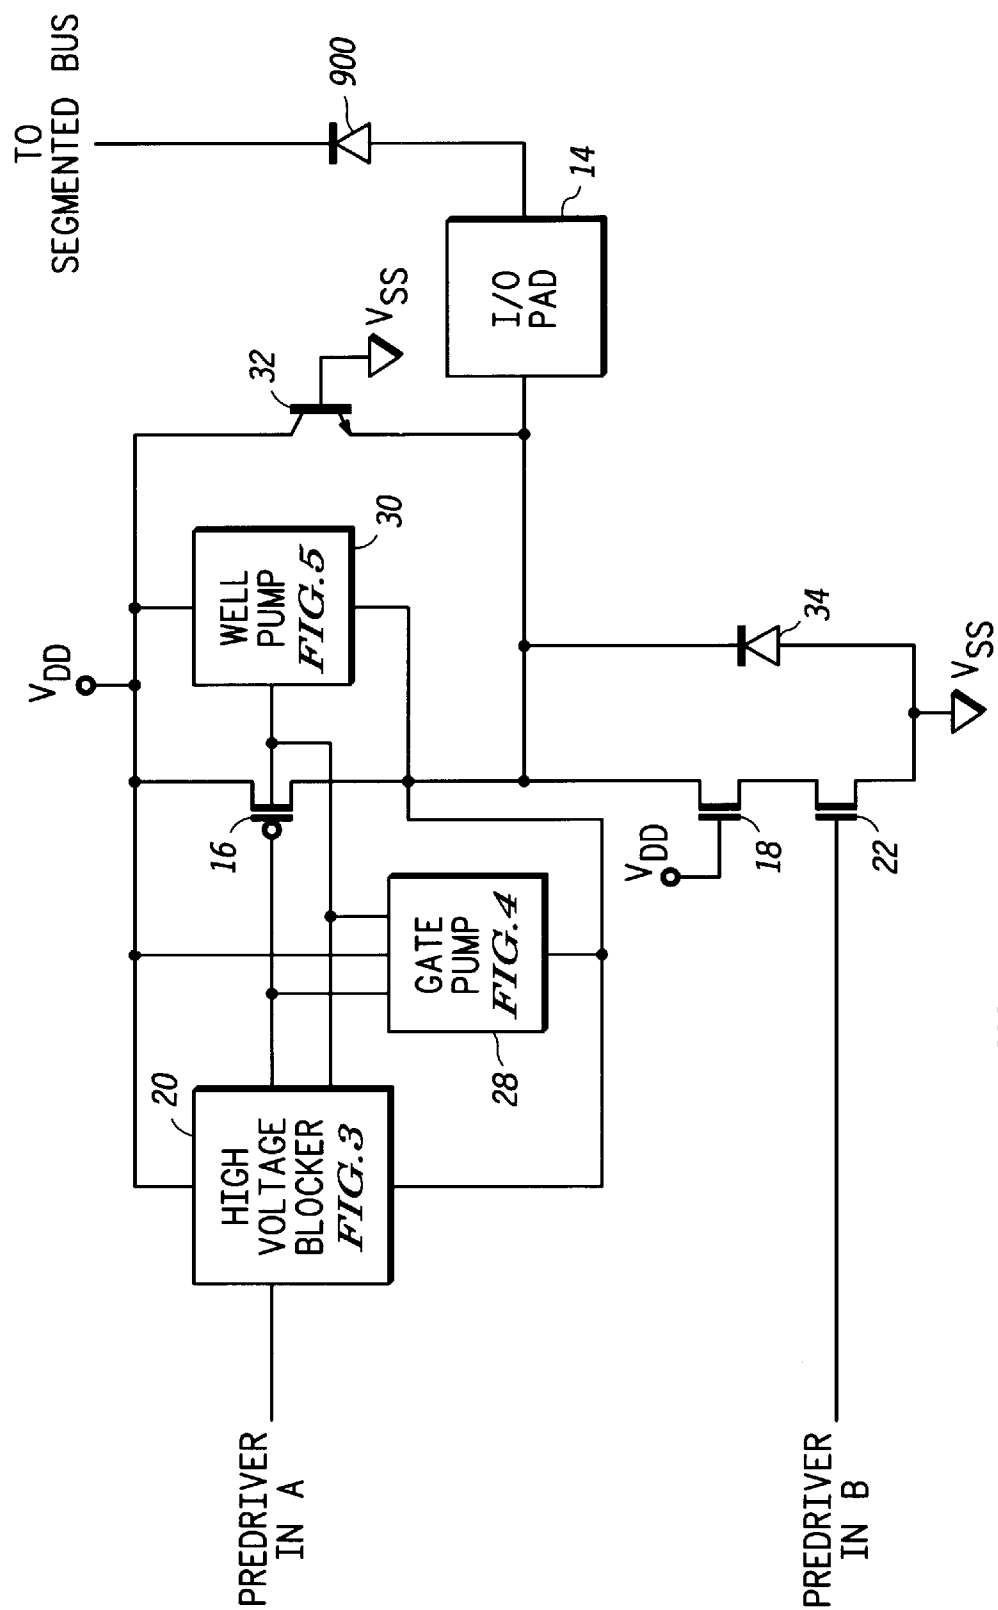 TO
SEGMENTED BUS
900
VDD
32
VSS
WELL
PUMP
FIG.5
30
I/O
PAD
14
20
HIGH
VOLTAGE
BLOCKER
FIG.3
16
GATE
PUMP
FIG.4
28
PREDRIVER
IN A
VDD
18
34
22
VSS
PREDRIVER
IN B